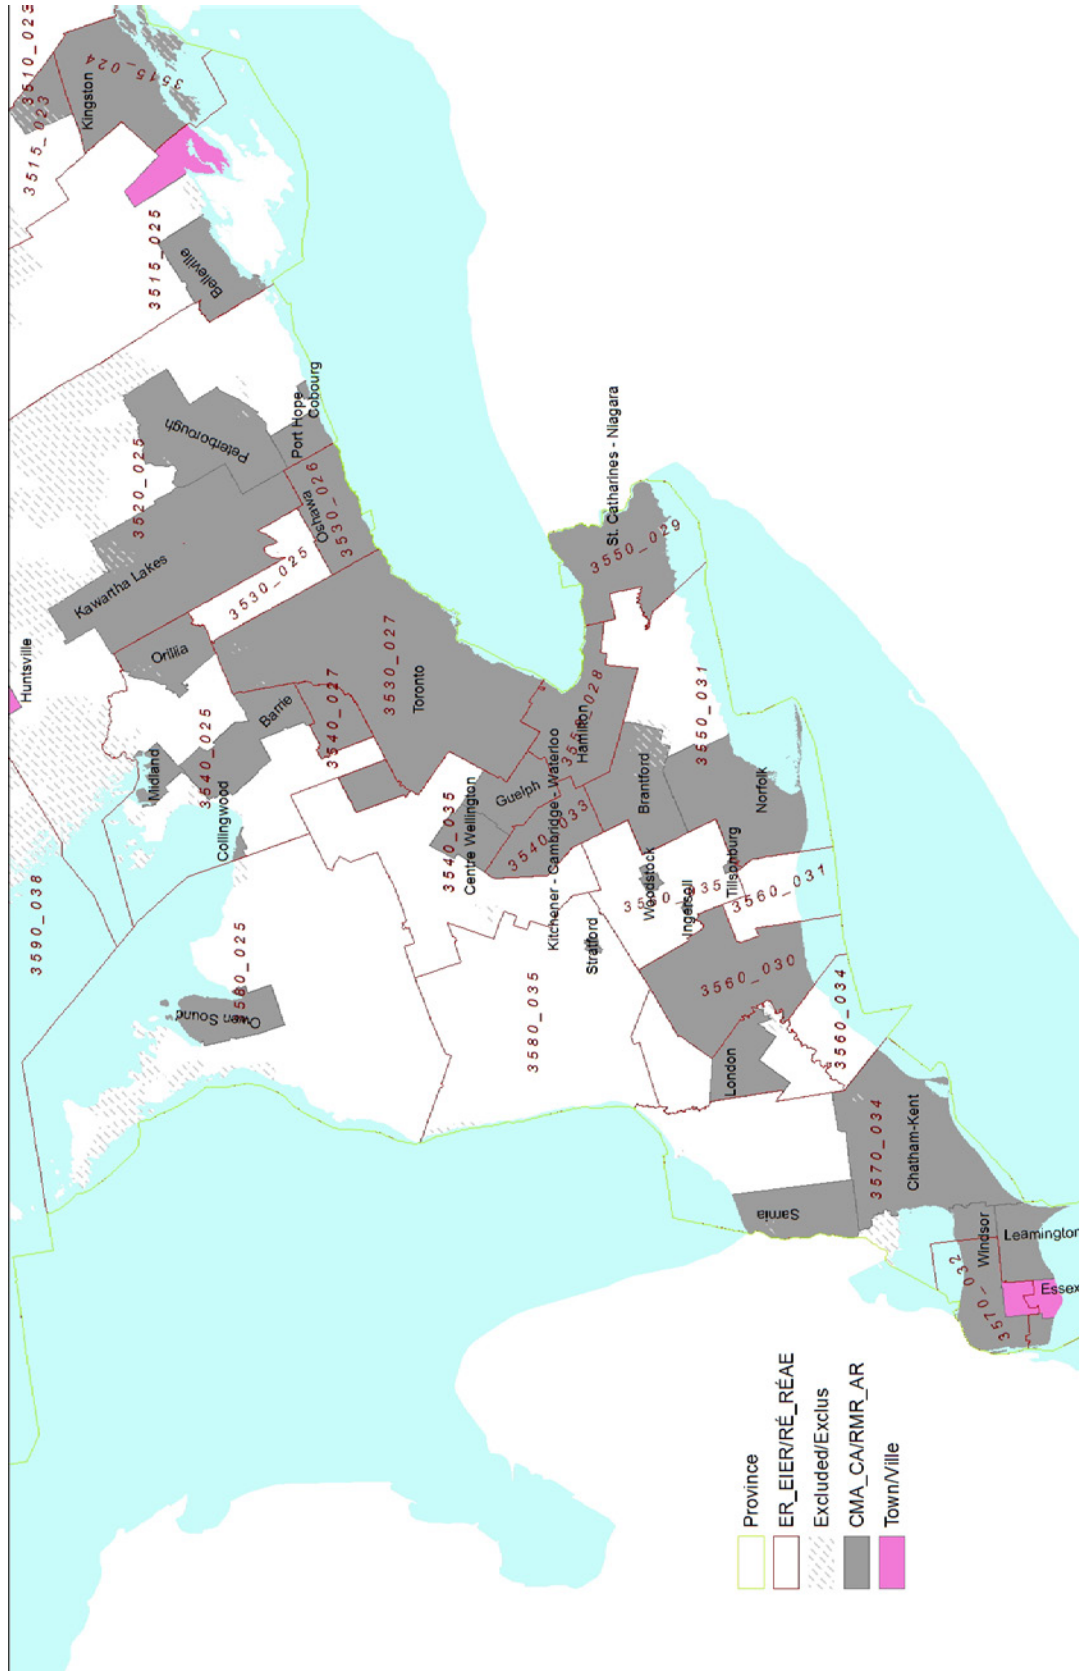 3510_023
3515_023
3515_024
Kingston
3515_025
Belleville
Peterborough
Port Hope
Cobourg
3520_025
Oshawa
3530_026
Kawartha Lakes
3530_025
Huntsville
Orillia
3530_027
Toronto
Barrie
3540_027
3540_025
Midland
Collingwood
St. Catharines - Niagara
3550_029
Hamilton
3550_031
Guelph
Kitchener - Cambridge - Waterloo
3540_033
Centre Wellington
3540_035
Brantford
Norfolk
Woodstock
Ingersoll
Tillsonburg
3560_031
Stratford
3590_038
Owen Sound
3580_035
3560_030
3560_034
London
3570_034
Chatham-Kent
Sarnia
Windsor
3570_032
Leamington
Essex
Province
ER_EIER/RÉ_RÉAE
Excluded/Exclus
CMA_CA/RMR_AR
Town/Ville